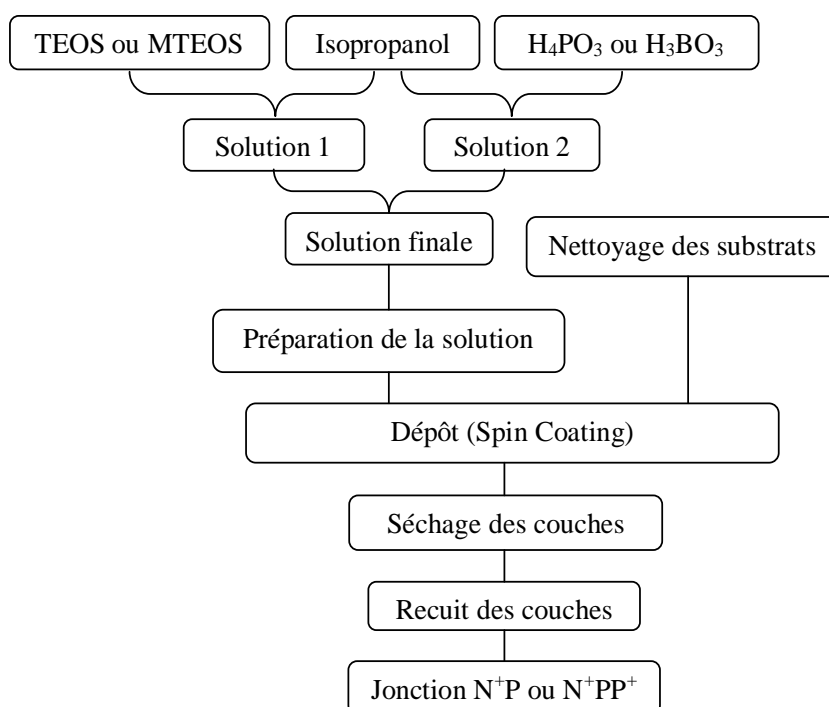 TEOS ou MTEOS
Isopropanol
H₄PO₃ ou H₃BO₃
Solution 1
Solution 2
Solution finale
Nettoyage des substrats
Préparation de la solution
Dépôt (Spin Coating)
Séchage des couches
Recuit des couches
Jonction N⁺P ou N⁺PP⁺